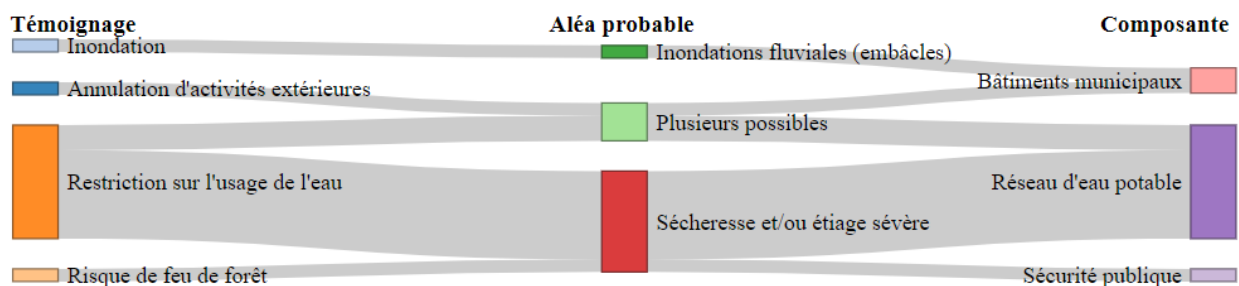 Témoignage
Aléa probable
Composante
Inondation
Inondations fluviales (embâcles)
Bâtiments municipaux
Annulation d'activités extérieures
Plusieurs possibles
Restriction sur l'usage de l'eau
Réseau d'eau potable
Sécheresse et/ou étiage sévère
Risque de feu de forêt
Sécurité publique